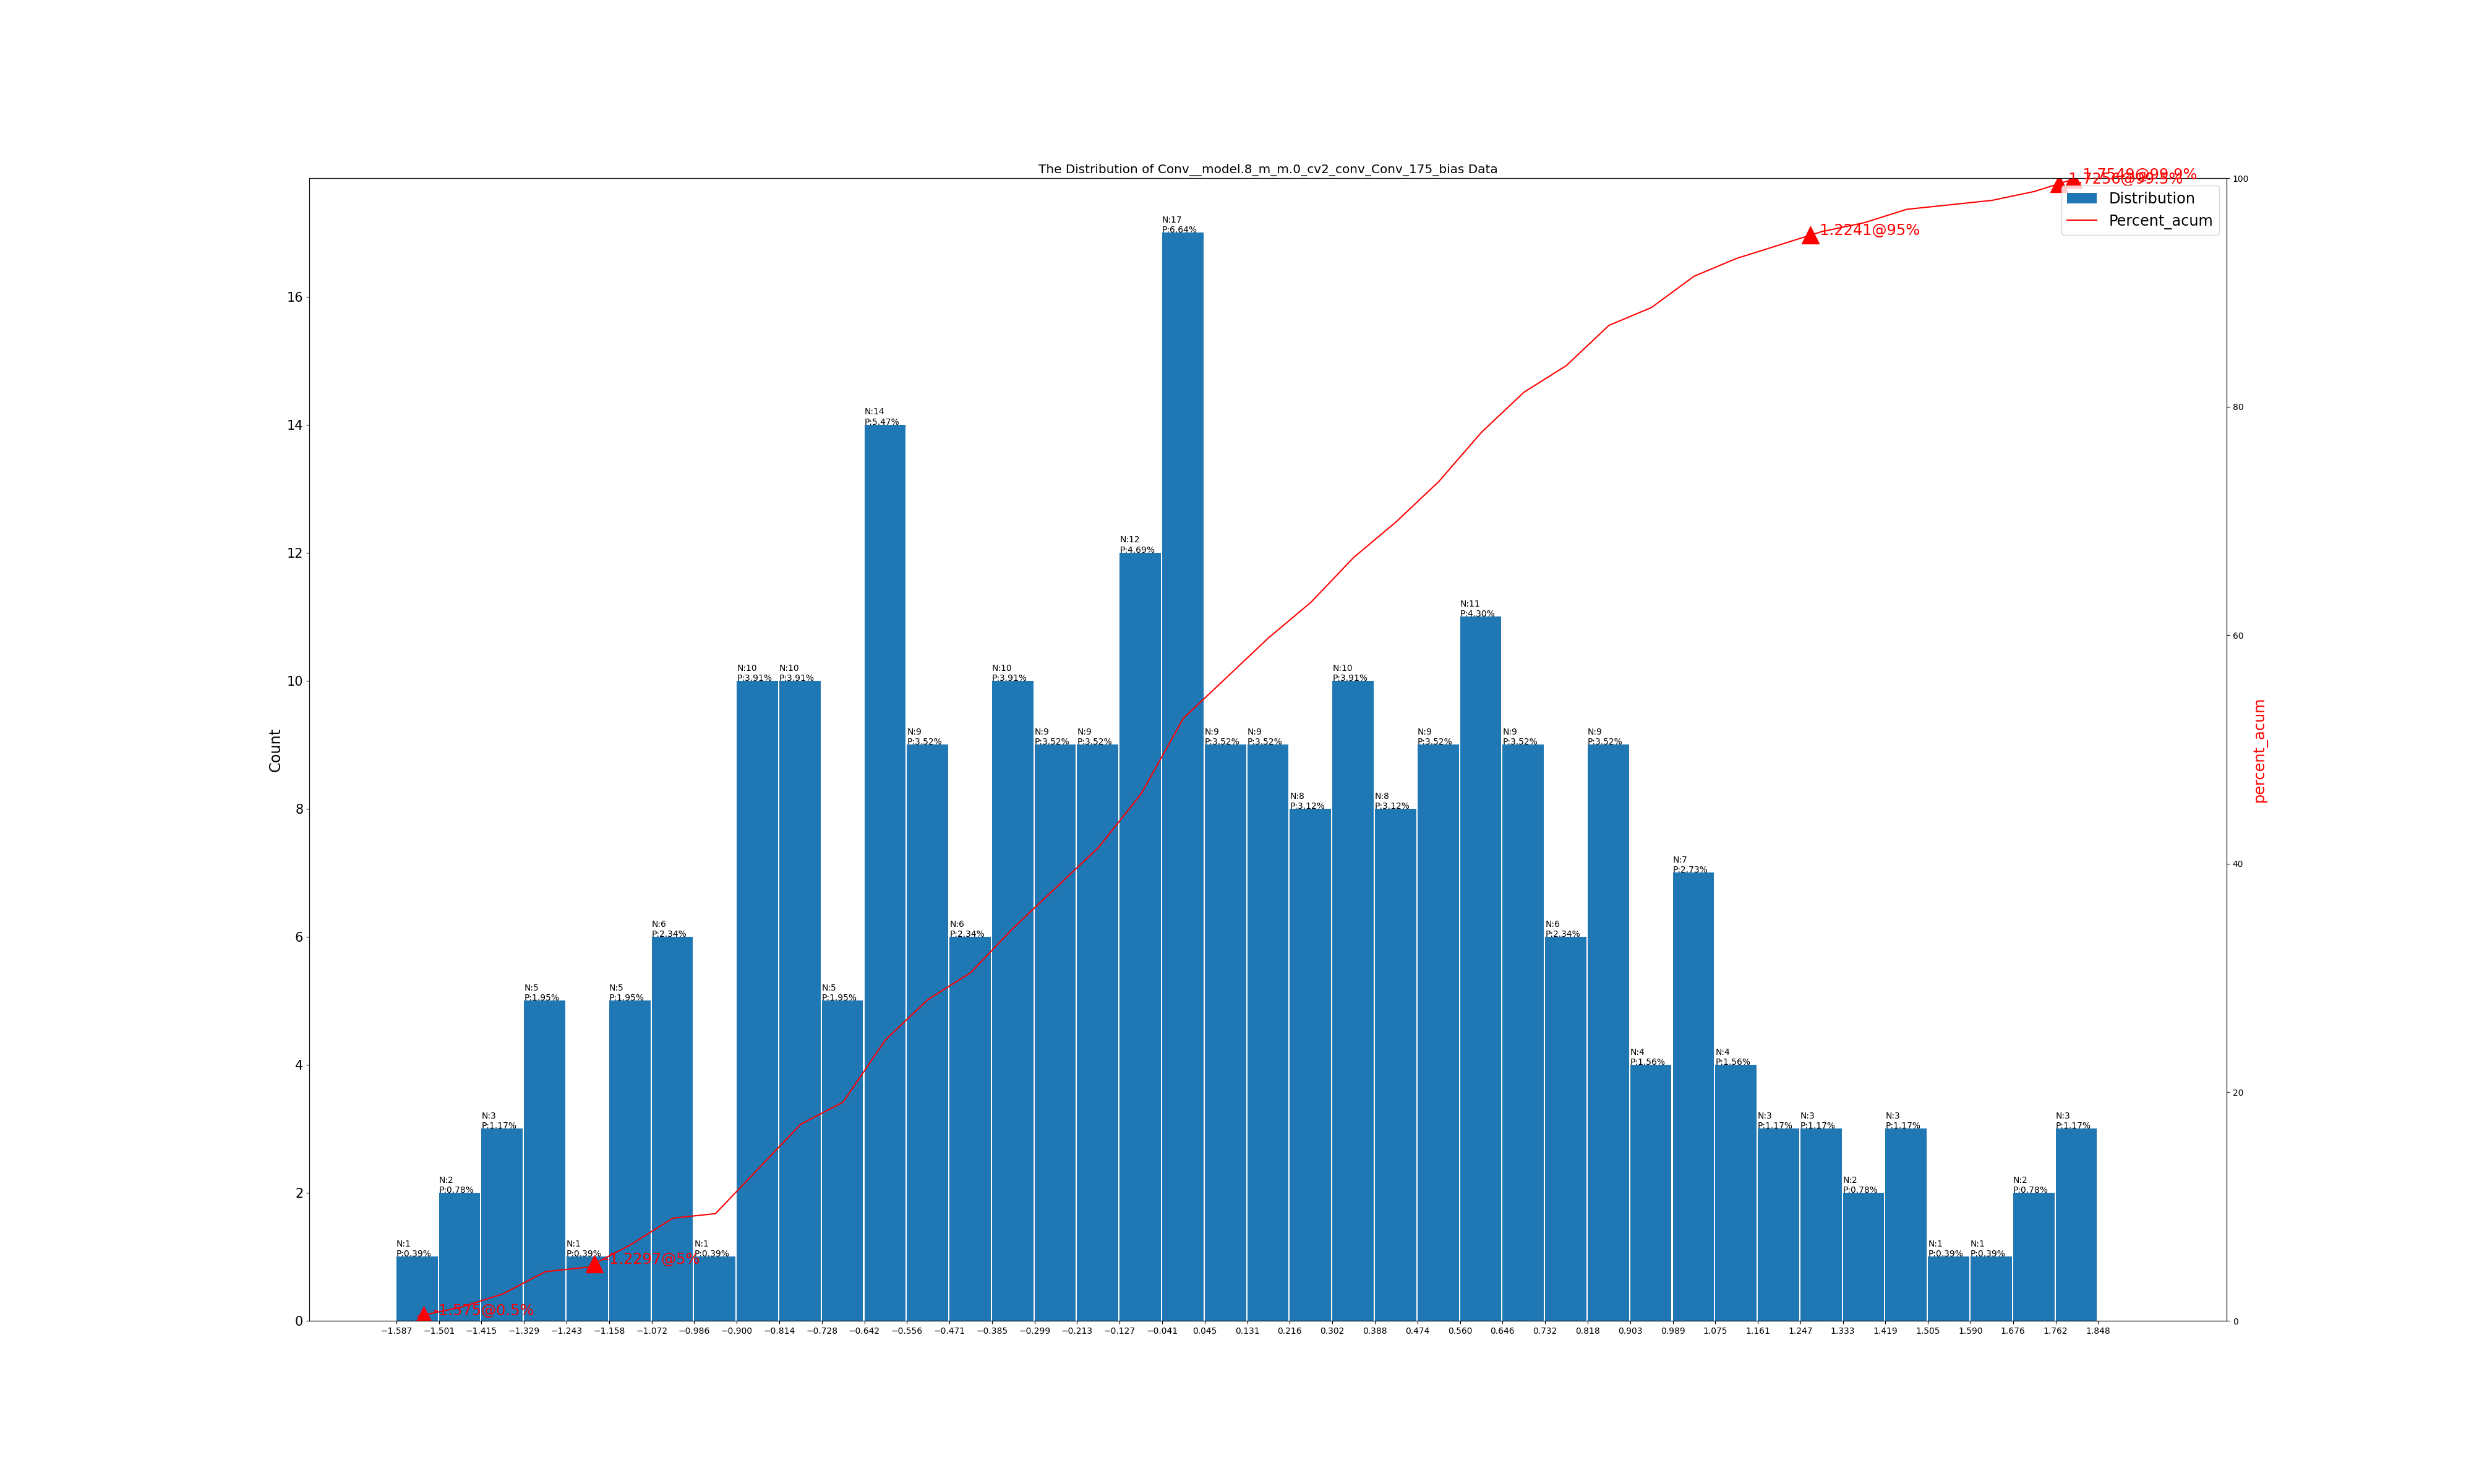 The Distribution of Conv__model.8_m_m.0_cv2_conv_Conv_175_bias Data
1.7549@99.9%
1.7256@99.5%
Distribution
Percent_acum
1.2241@95%
-1.2297@5%
-1.575@0.5%
Count
percent_acum
16
14
12
10
8
6
4
2
0
100
80
60
40
20
0
N:1
P:0.39%
N:2
P:0.78%
N:3
P:1.17%
N:5
P:1.95%
N:1
P:0.39%
N:5
P:1.95%
N:6
P:2.34%
N:1
P:0.39%
N:10
P:3.91%
N:10
P:3.91%
N:5
P:1.95%
N:14
P:5.47%
N:9
P:3.52%
N:6
P:2.34%
N:10
P:3.91%
N:9
P:3.52%
N:9
P:3.52%
N:12
P:4.69%
N:17
P:6.64%
N:9
P:3.52%
N:9
P:3.52%
N:8
P:3.12%
N:10
P:3.91%
N:8
P:3.12%
N:9
P:3.52%
N:11
P:4.30%
N:9
P:3.52%
N:6
P:2.34%
N:9
P:3.52%
N:4
P:1.56%
N:7
P:2.73%
N:4
P:1.56%
N:3
P:1.17%
N:3
P:1.17%
N:2
P:0.78%
N:3
P:1.17%
N:1
P:0.39%
N:1
P:0.39%
N:2
P:0.78%
N:3
P:1.17%
−1.587 −1.501 −1.415 −1.329 −1.243 −1.158 −1.072 −0.986 −0.900 −0.814 −0.728 −0.642 −0.556 −0.471 −0.385 −0.299 −0.213 −0.127 −0.041 0.045 0.131 0.216 0.302 0.388 0.474 0.560 0.646 0.732 0.818 0.903 0.989 1.075 1.161 1.247 1.333 1.419 1.505 1.590 1.676 1.762 1.848